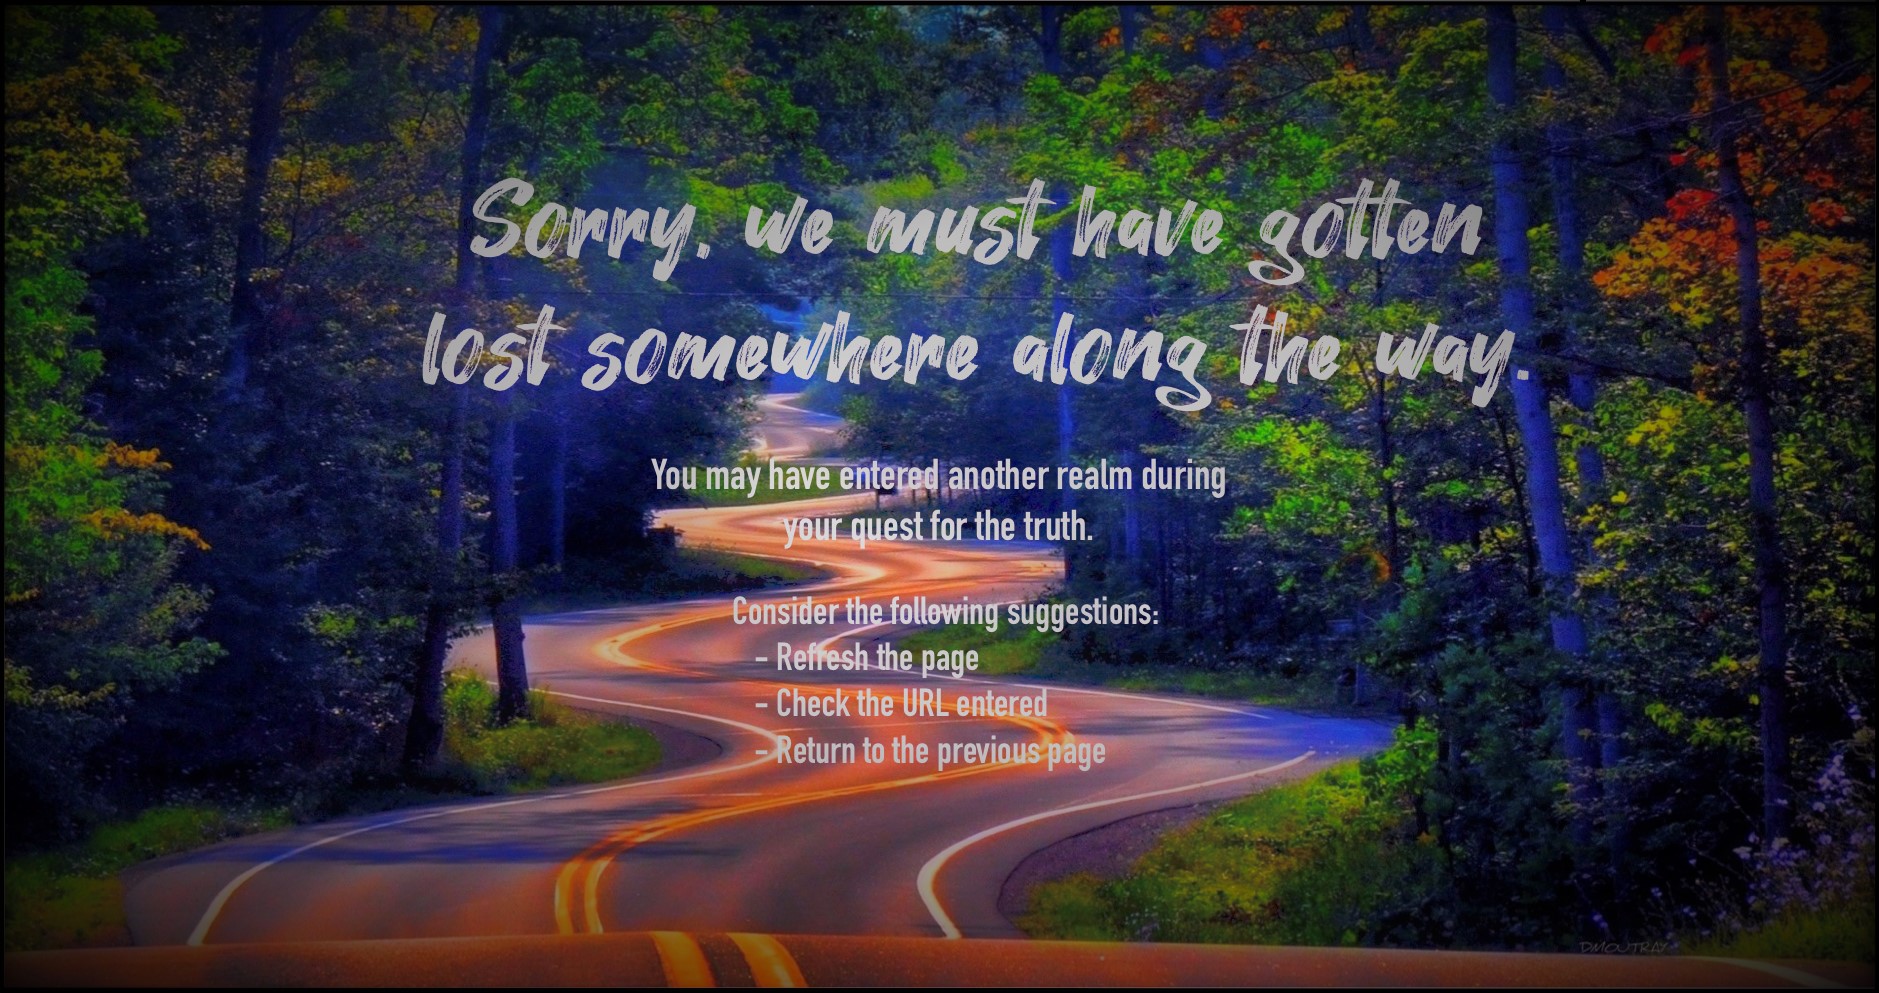 Sorry, we must have gotten
lost somewhere along the way.
You may have entered another realm during
your quest for the truth.
Consider the following suggestions:
- Refresh the page
- Check the URL entered
- Return to the previous page
DMOUTRAY